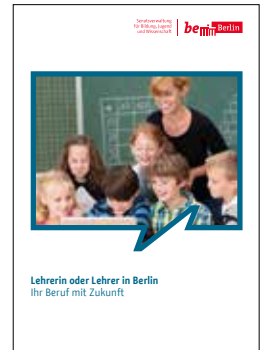 Senatsverwaltung
für Bildung, Jugend
und Wissenschaft
be Berlin
Lehrerin oder Lehrer in Berlin
Ihr Beruf mit Zukunft